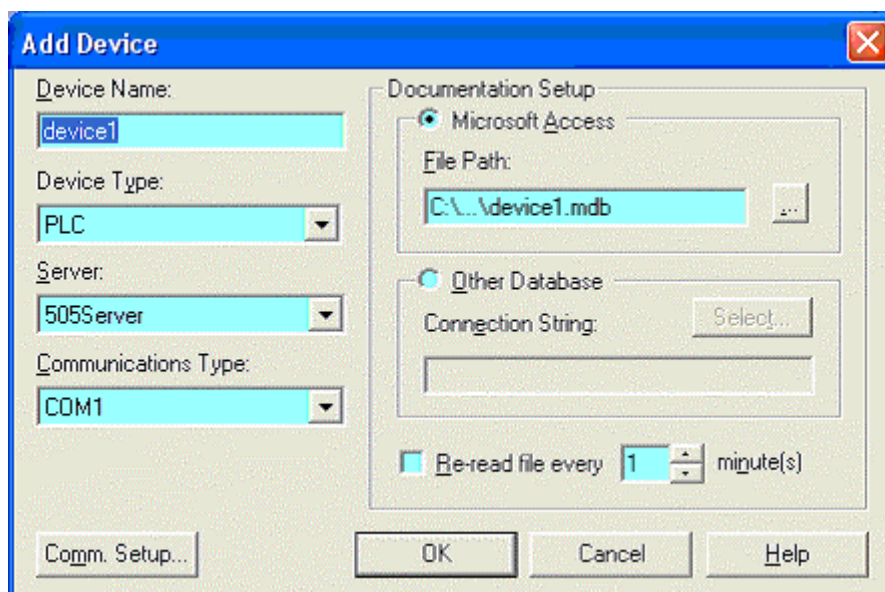 Add Device
Device Name:
device1
Device Type:
PLC
Server:
505Server
Communications Type:
COM1
Comm. Setup...
Documentation Setup
Microsoft Access
File Path:
C:\...\device1.mdb
...
Other Database
Connection String:
Select...
Re-read file every 1 minute(s)
OK
Cancel
Help